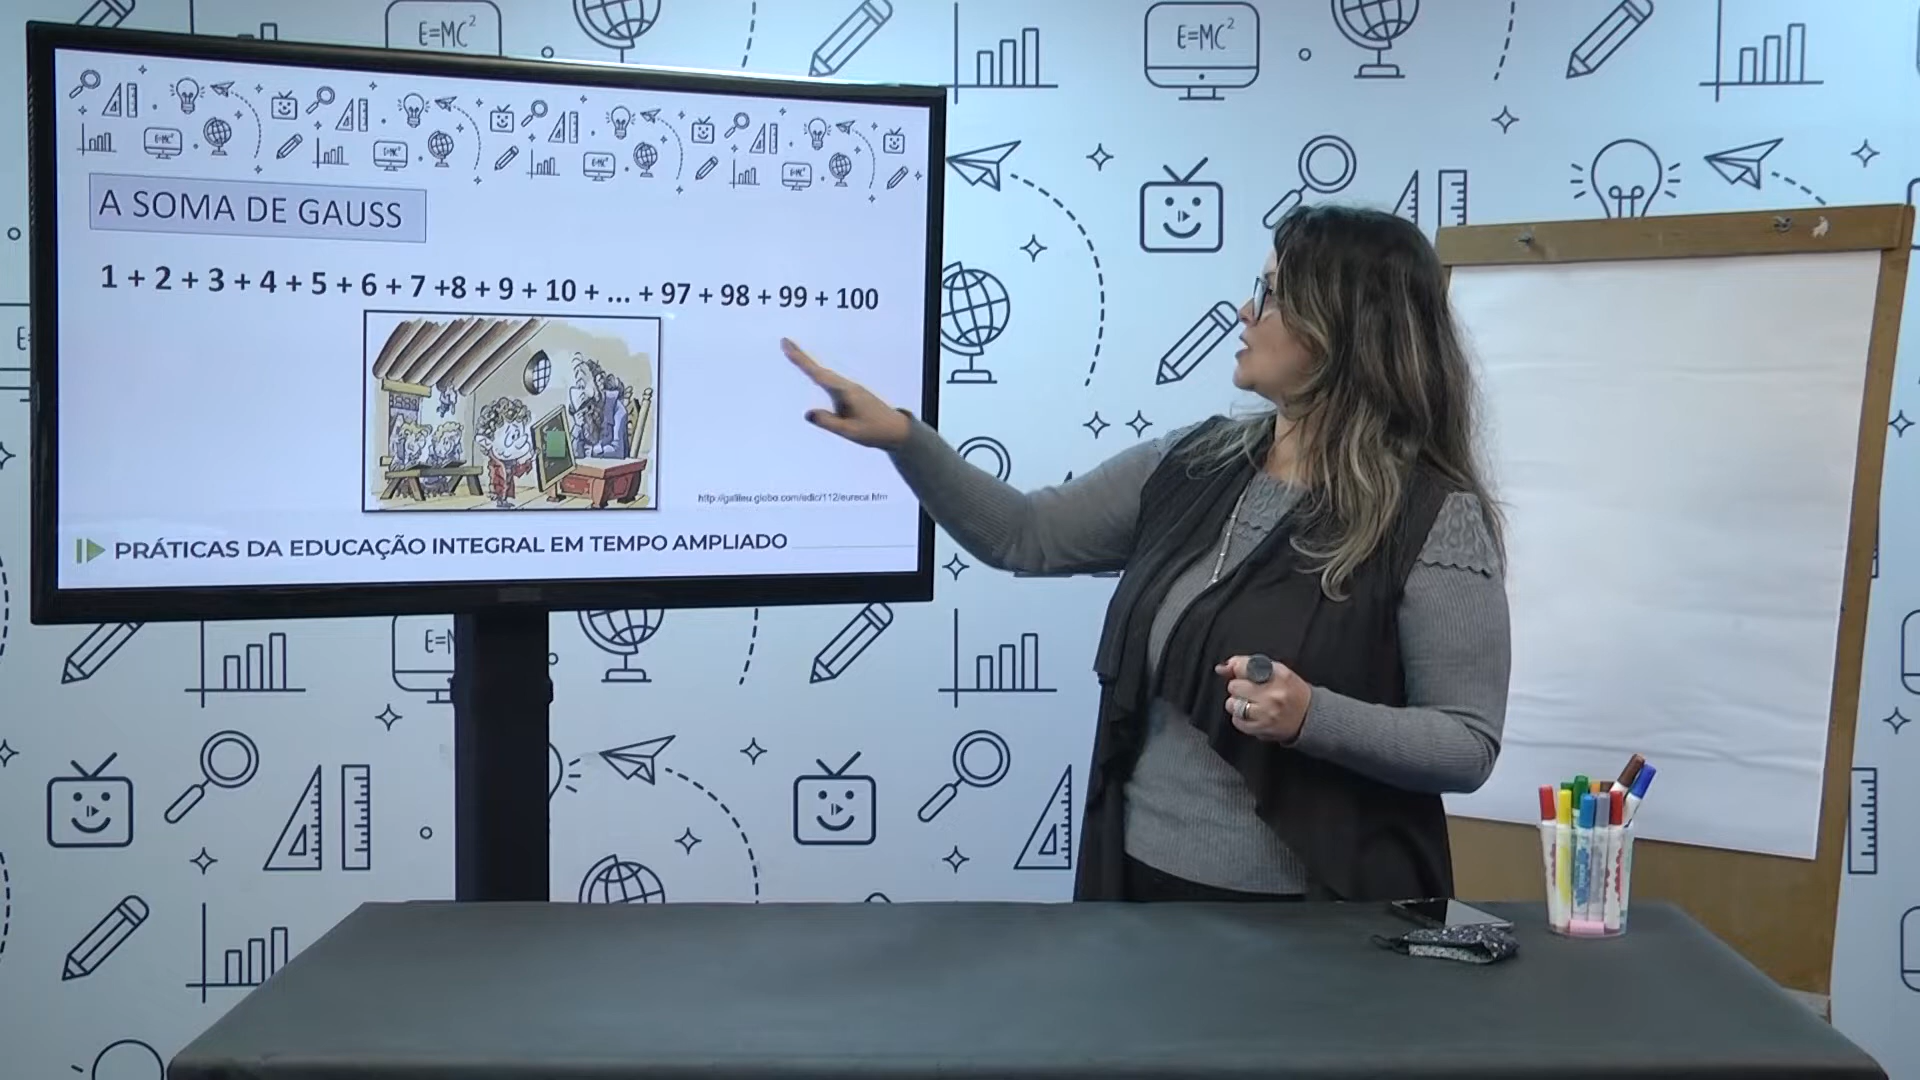 E=MC²
E=MC²
A SOMA DE GAUSS
1 + 2 + 3 + 4 + 5 + 6 + 7 +8 + 9 + 10 + ... + 97 + 98 + 99 + 100
http://galileu.globo.com/edic/112/eureca.htm
PRÁTICAS DA EDUCAÇÃO INTEGRAL EM TEMPO AMPLIADO